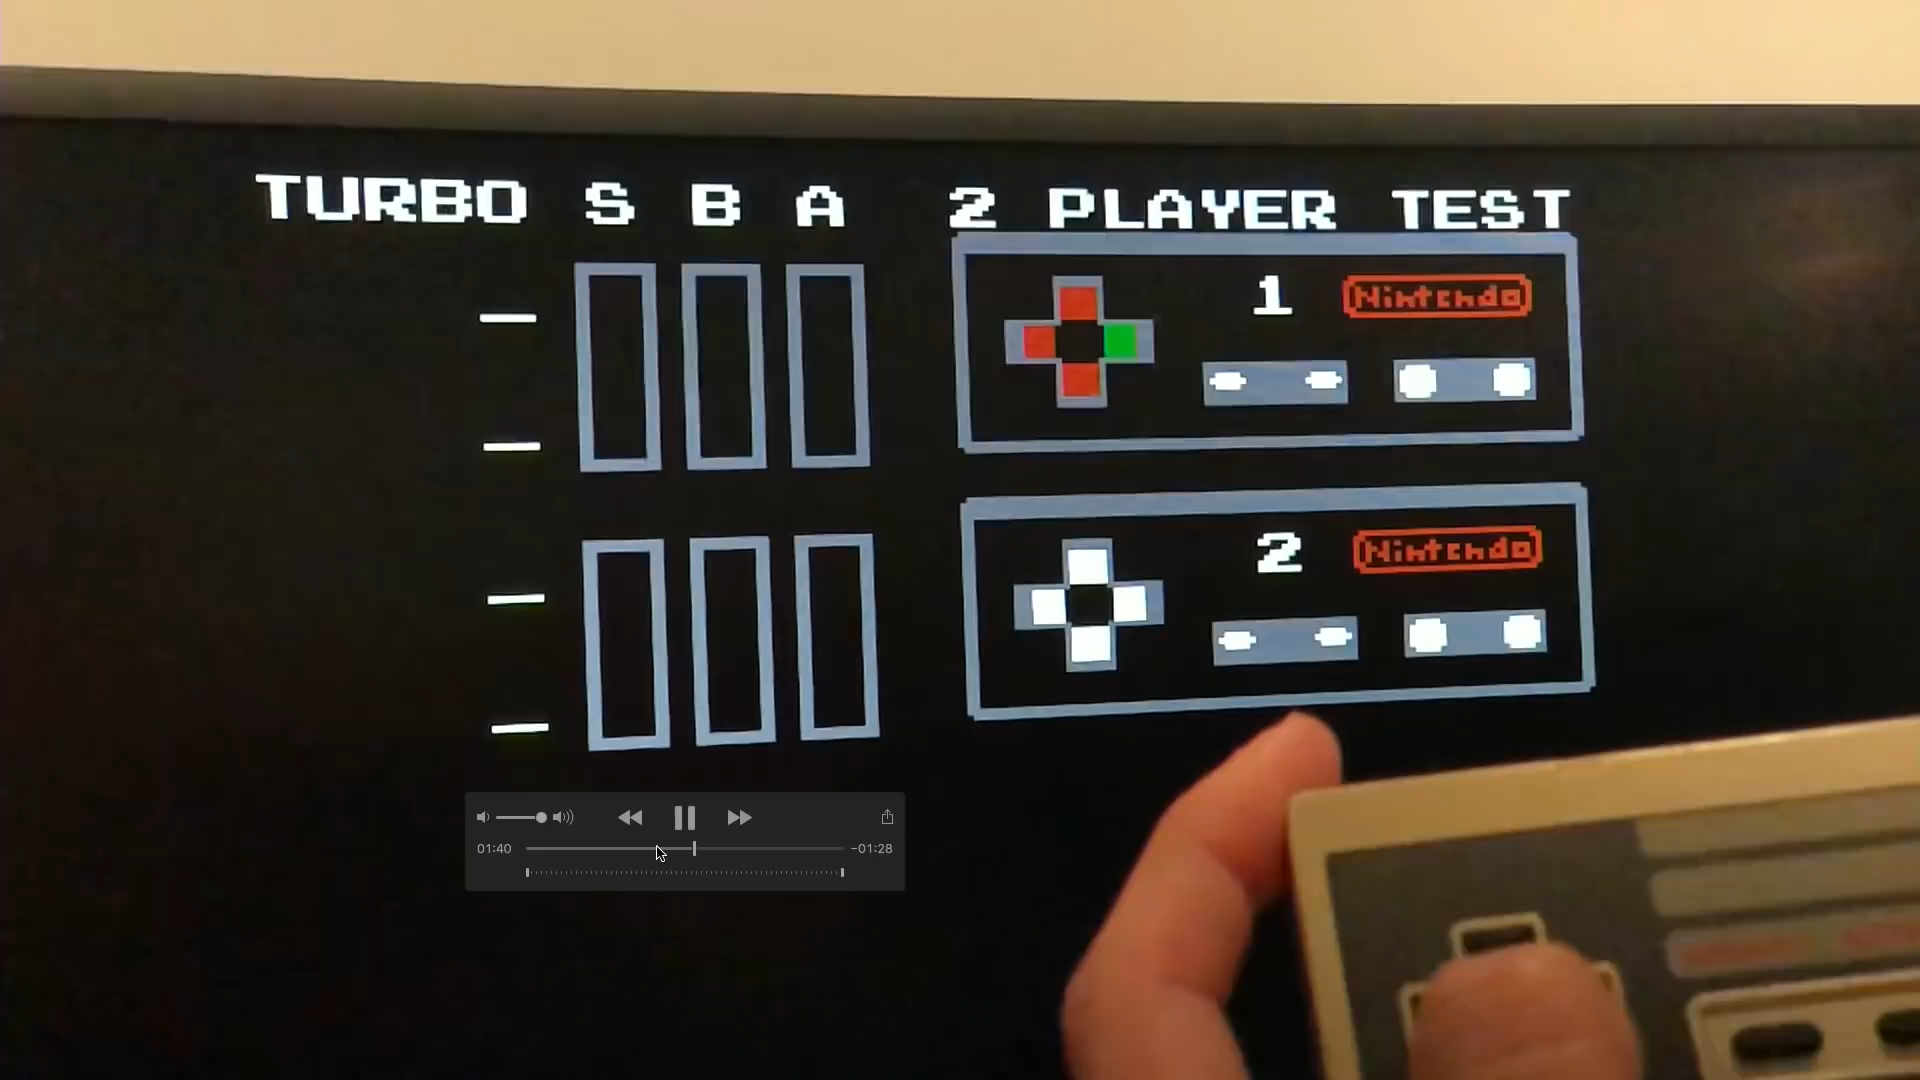 TURBO S B A 2 PLAYER TEST
1 Nintendo
2 Nintendo
01:40 -01:28